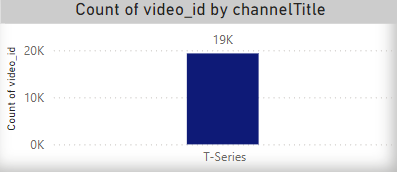 Count of video_id by channelTitle
Count of video_id
20K
10K
0K
19K
T-Series